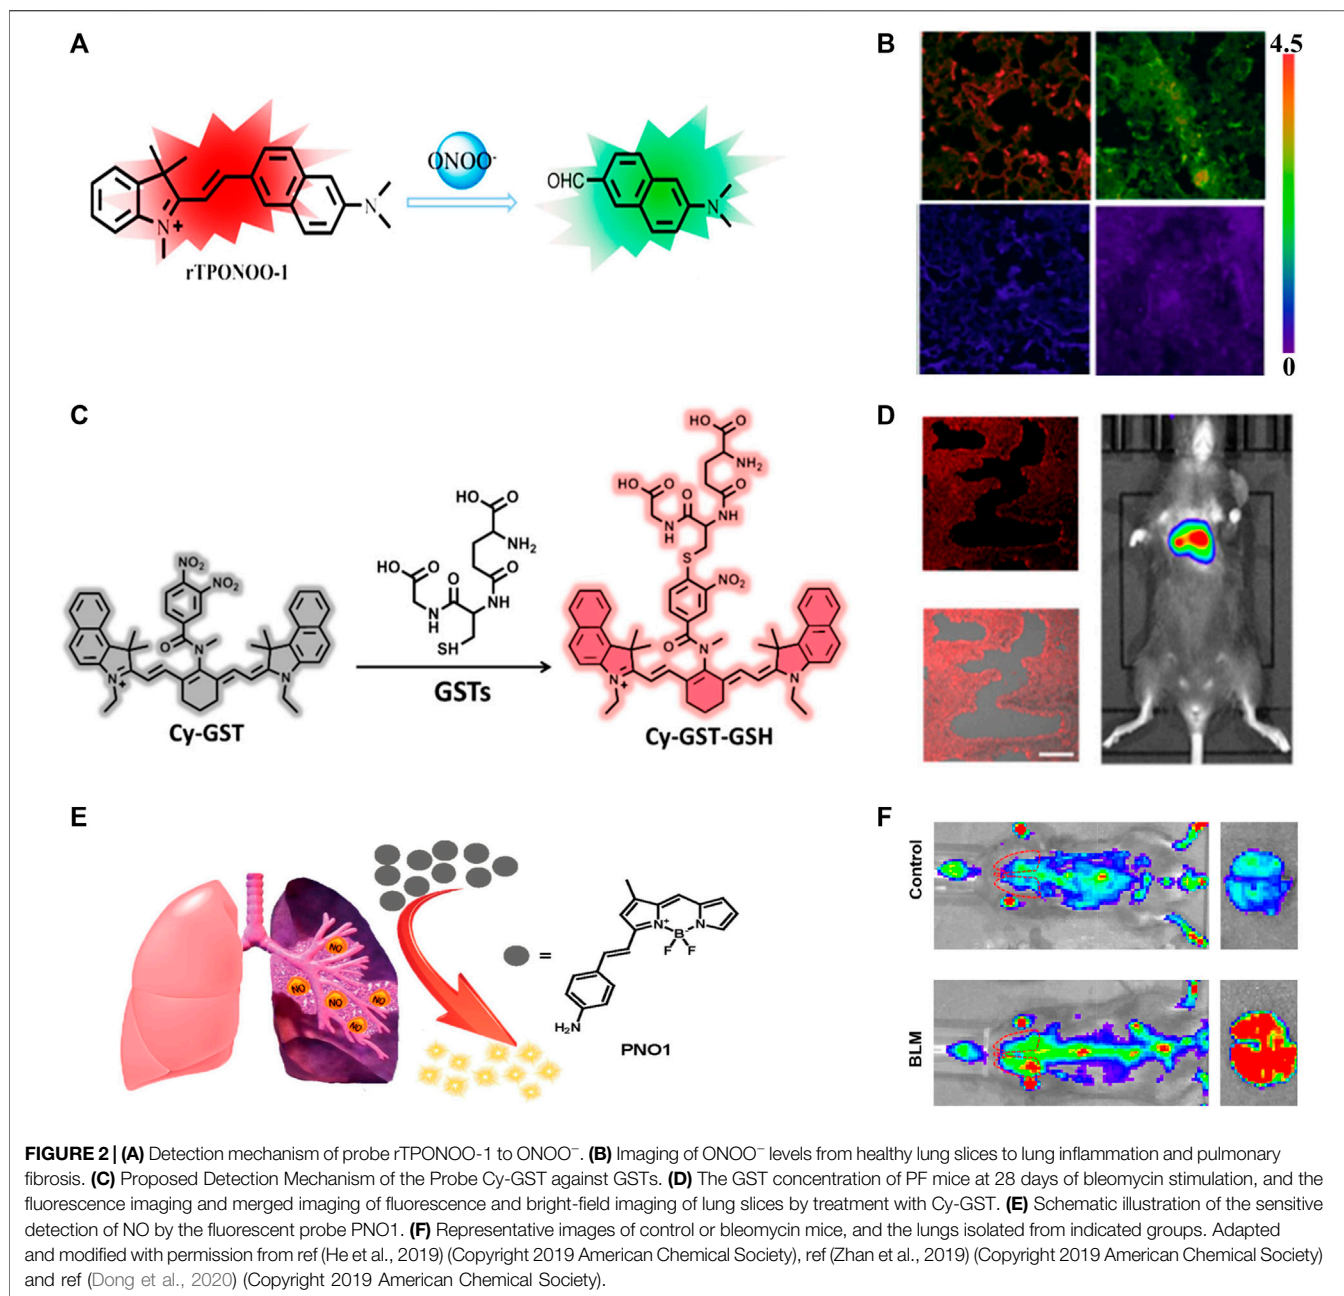 A
ONOO-
OHC
N
N+
N
rTPONOO-1
B
4.5
0
C
NO2
NO2
O
N
N+
N
Cy-GST
HO
O
NH2
HO
O
O
O
NH
N
H
SH
GSTs
HO
O
NH2
HO
O
O
O
NH
N
H
S
NO2
O
N
N+
N
Cy-GST-GSH
D
E
NO
NO
NO
NO
NO
=
N+
B-
N
F
F
H2N
PNO1
F
Control
BLM
FIGURE 2 | (A) Detection mechanism of probe rTPONOO-1 to ONOO−. (B) Imaging of ONOO− levels from healthy lung slices to lung inflammation and pulmonary
fibrosis. (C) Proposed Detection Mechanism of the Probe Cy-GST against GSTs. (D) The GST concentration of PF mice at 28 days of bleomycin stimulation, and the
fluorescence imaging and merged imaging of fluorescence and bright-field imaging of lung slices by treatment with Cy-GST. (E) Schematic illustration of the sensitive
detection of NO by the fluorescent probe PNO1. (F) Representative images of control or bleomycin mice, and the lungs isolated from indicated groups. Adapted
and modified with permission from ref (He et al., 2019) (Copyright 2019 American Chemical Society), ref (Zhan et al., 2019) (Copyright 2019 American Chemical Society)
and ref (Dong et al., 2020) (Copyright 2019 American Chemical Society).